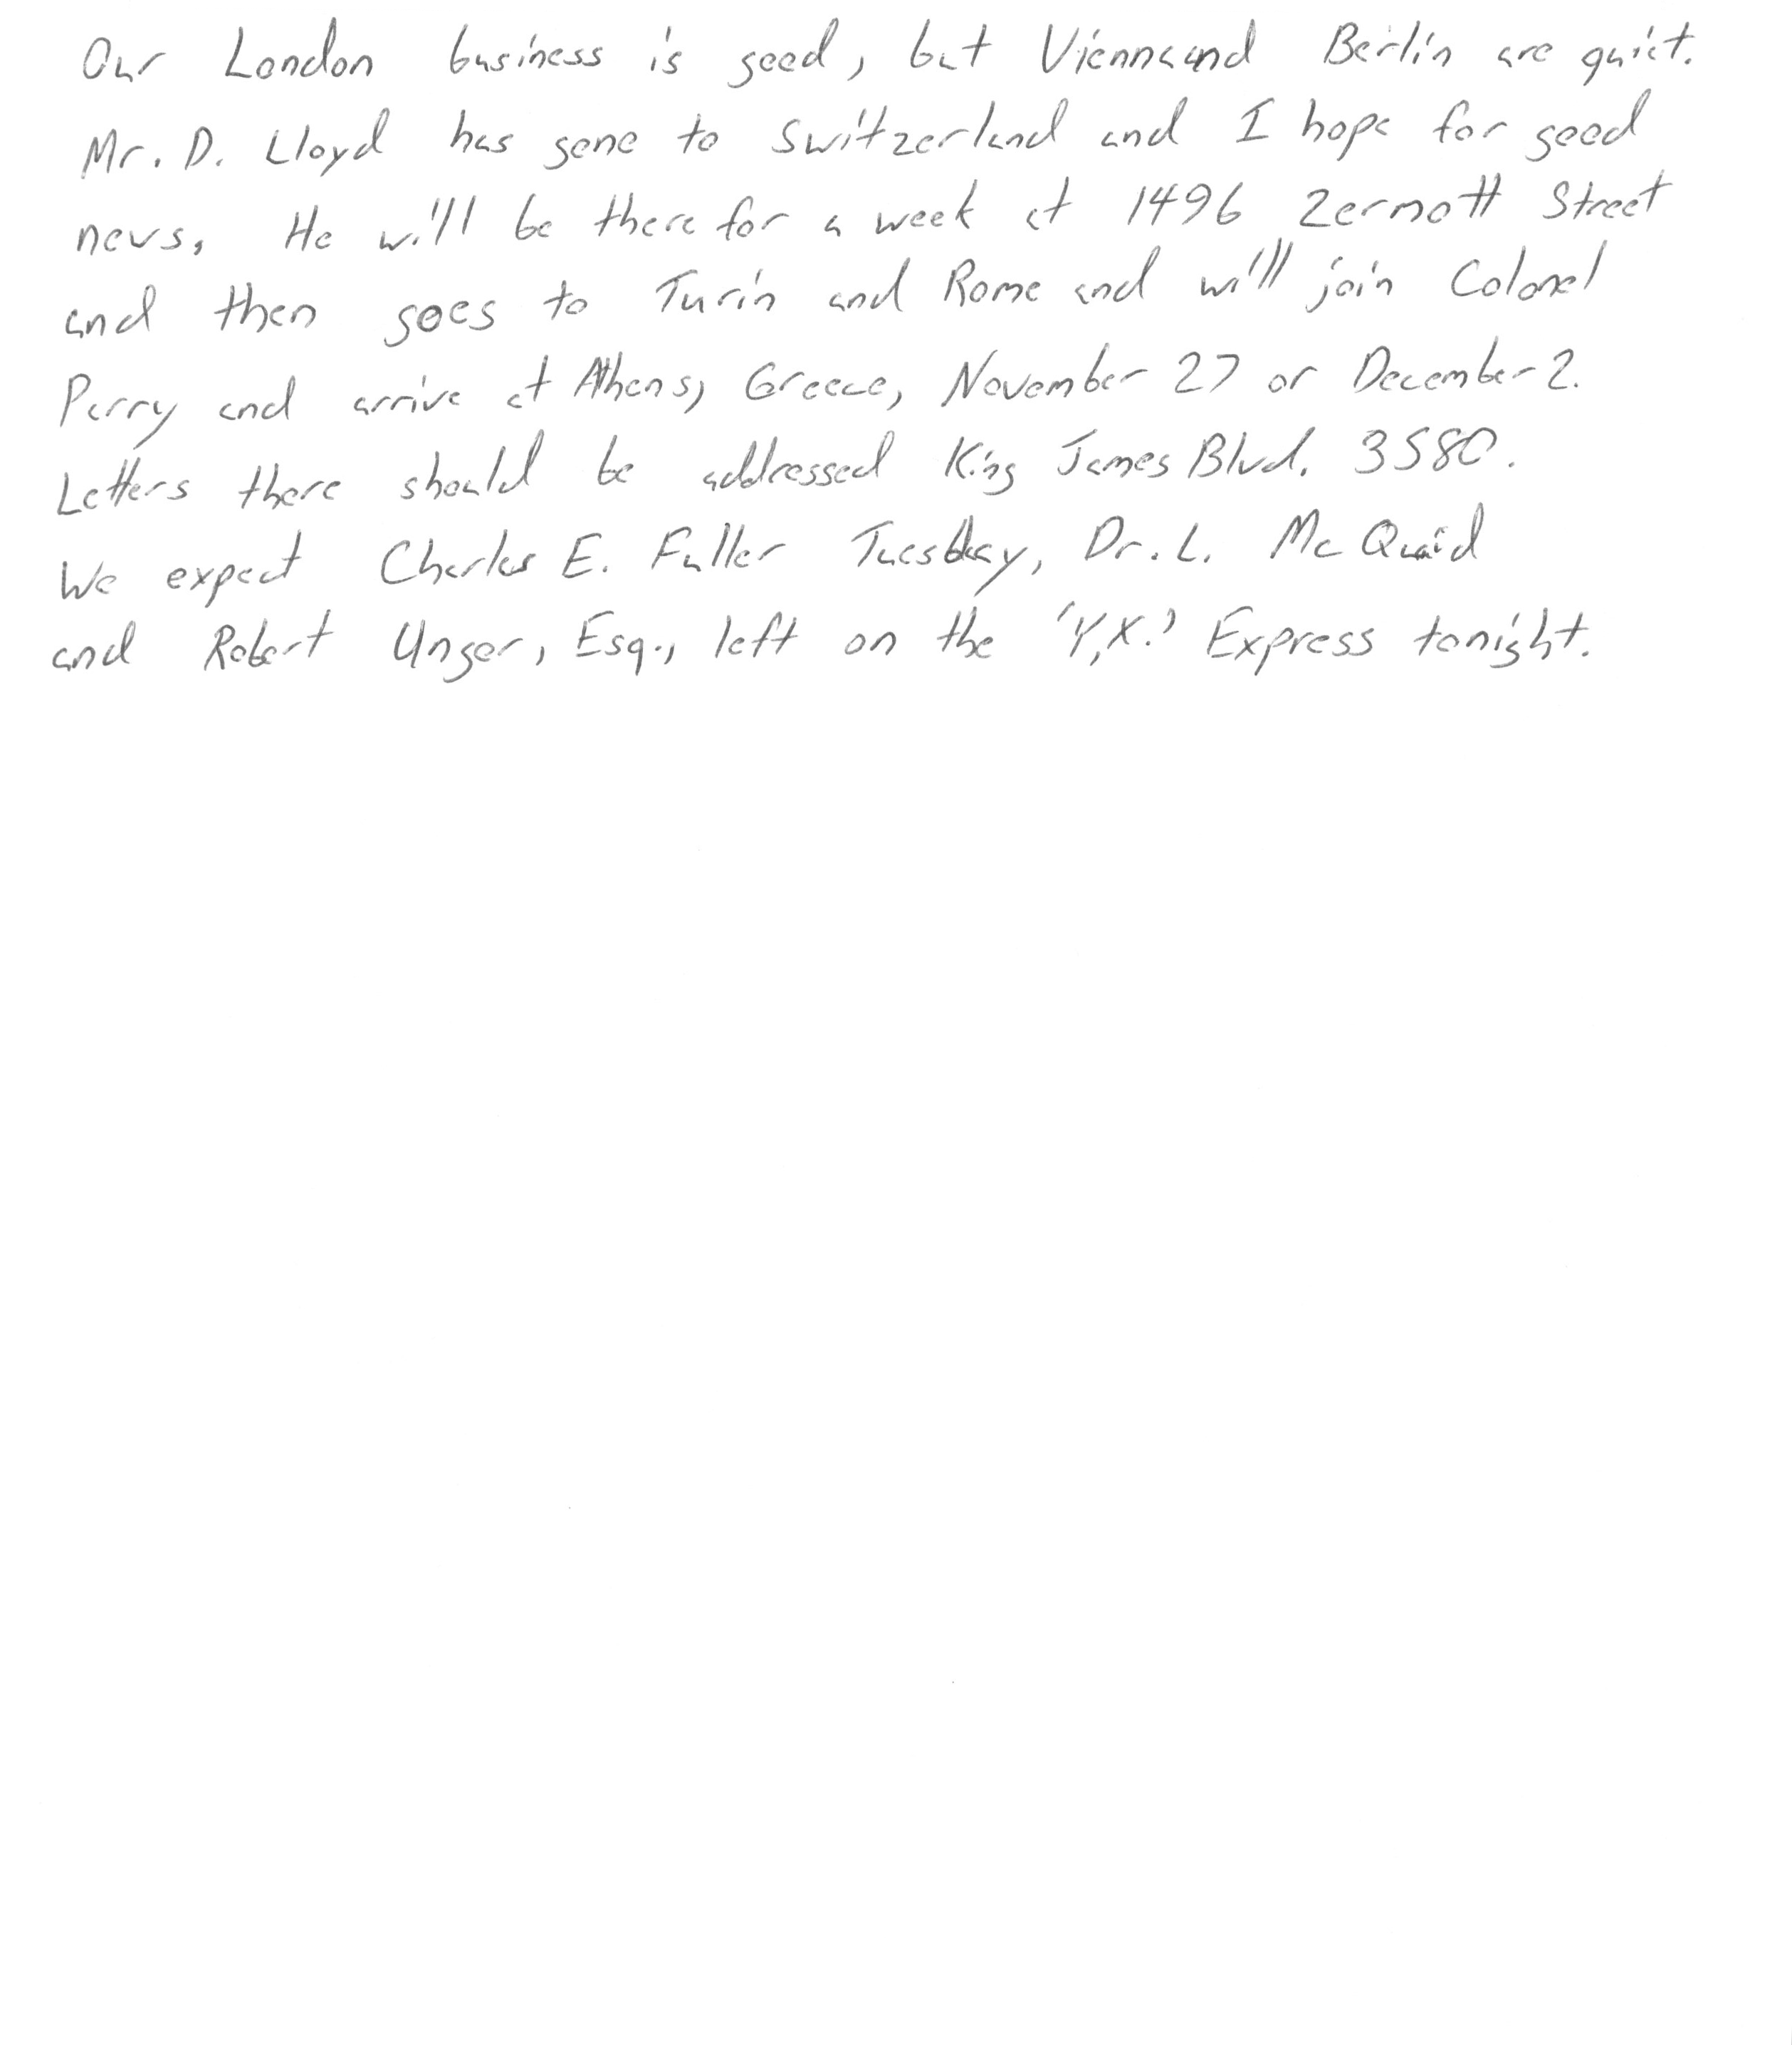 Our London business is good, but Vienna and Berlin are quiet.
Mr. D. Lloyd has gone to Switzerland and I hope for good
news. He will be there for a week at 1496 Zermott Street
and then goes to Turin and Rome and will join Colonel
Parry and arrive at Athens, Greece, November 27 or December 2.
Letters there should be addressed King James Blvd. 3580.
We expect Charles E. Fuller Tuesday, Dr. L. McQuaid
and Robert Unger, Esq., left on the 'Y.X.' Express tonight.